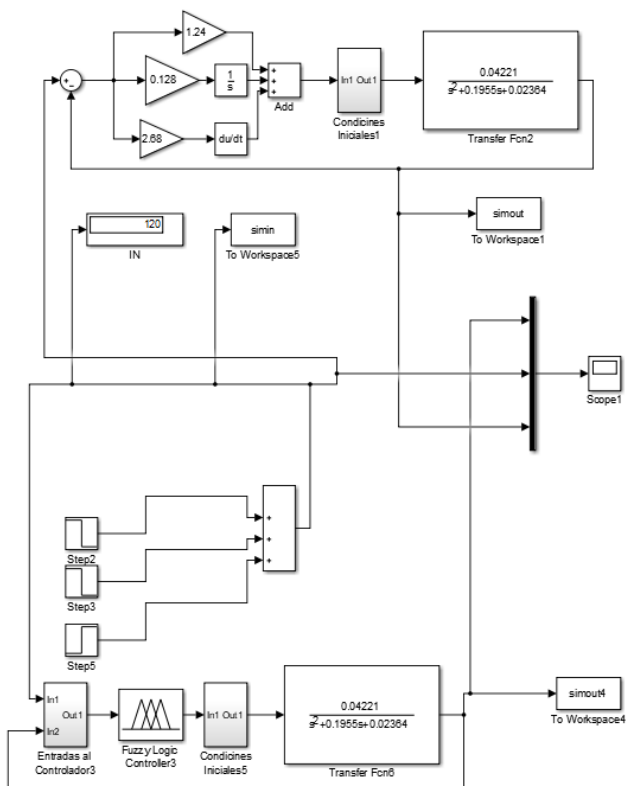 1.24
0.128
1
s
2.68
du/dt
+
-
+
+
+
Add
In1 Out1
Condicines
Iniciales1
0.04221
s²+0.1955s+0.02364
Transfer Fcn2
120
IN
simin
To Workspace5
simout
To Workspace1
Scope1
Step2
Step3
Step5
+
+
+
In1
In2
Out1
Entradas al
Controlador3
Fuzzy Logic
Controller3
In1 Out1
Condicines
Iniciales5
0.04221
s²+0.1955s+0.02364
Transfer Fcn6
simout4
To Workspace4